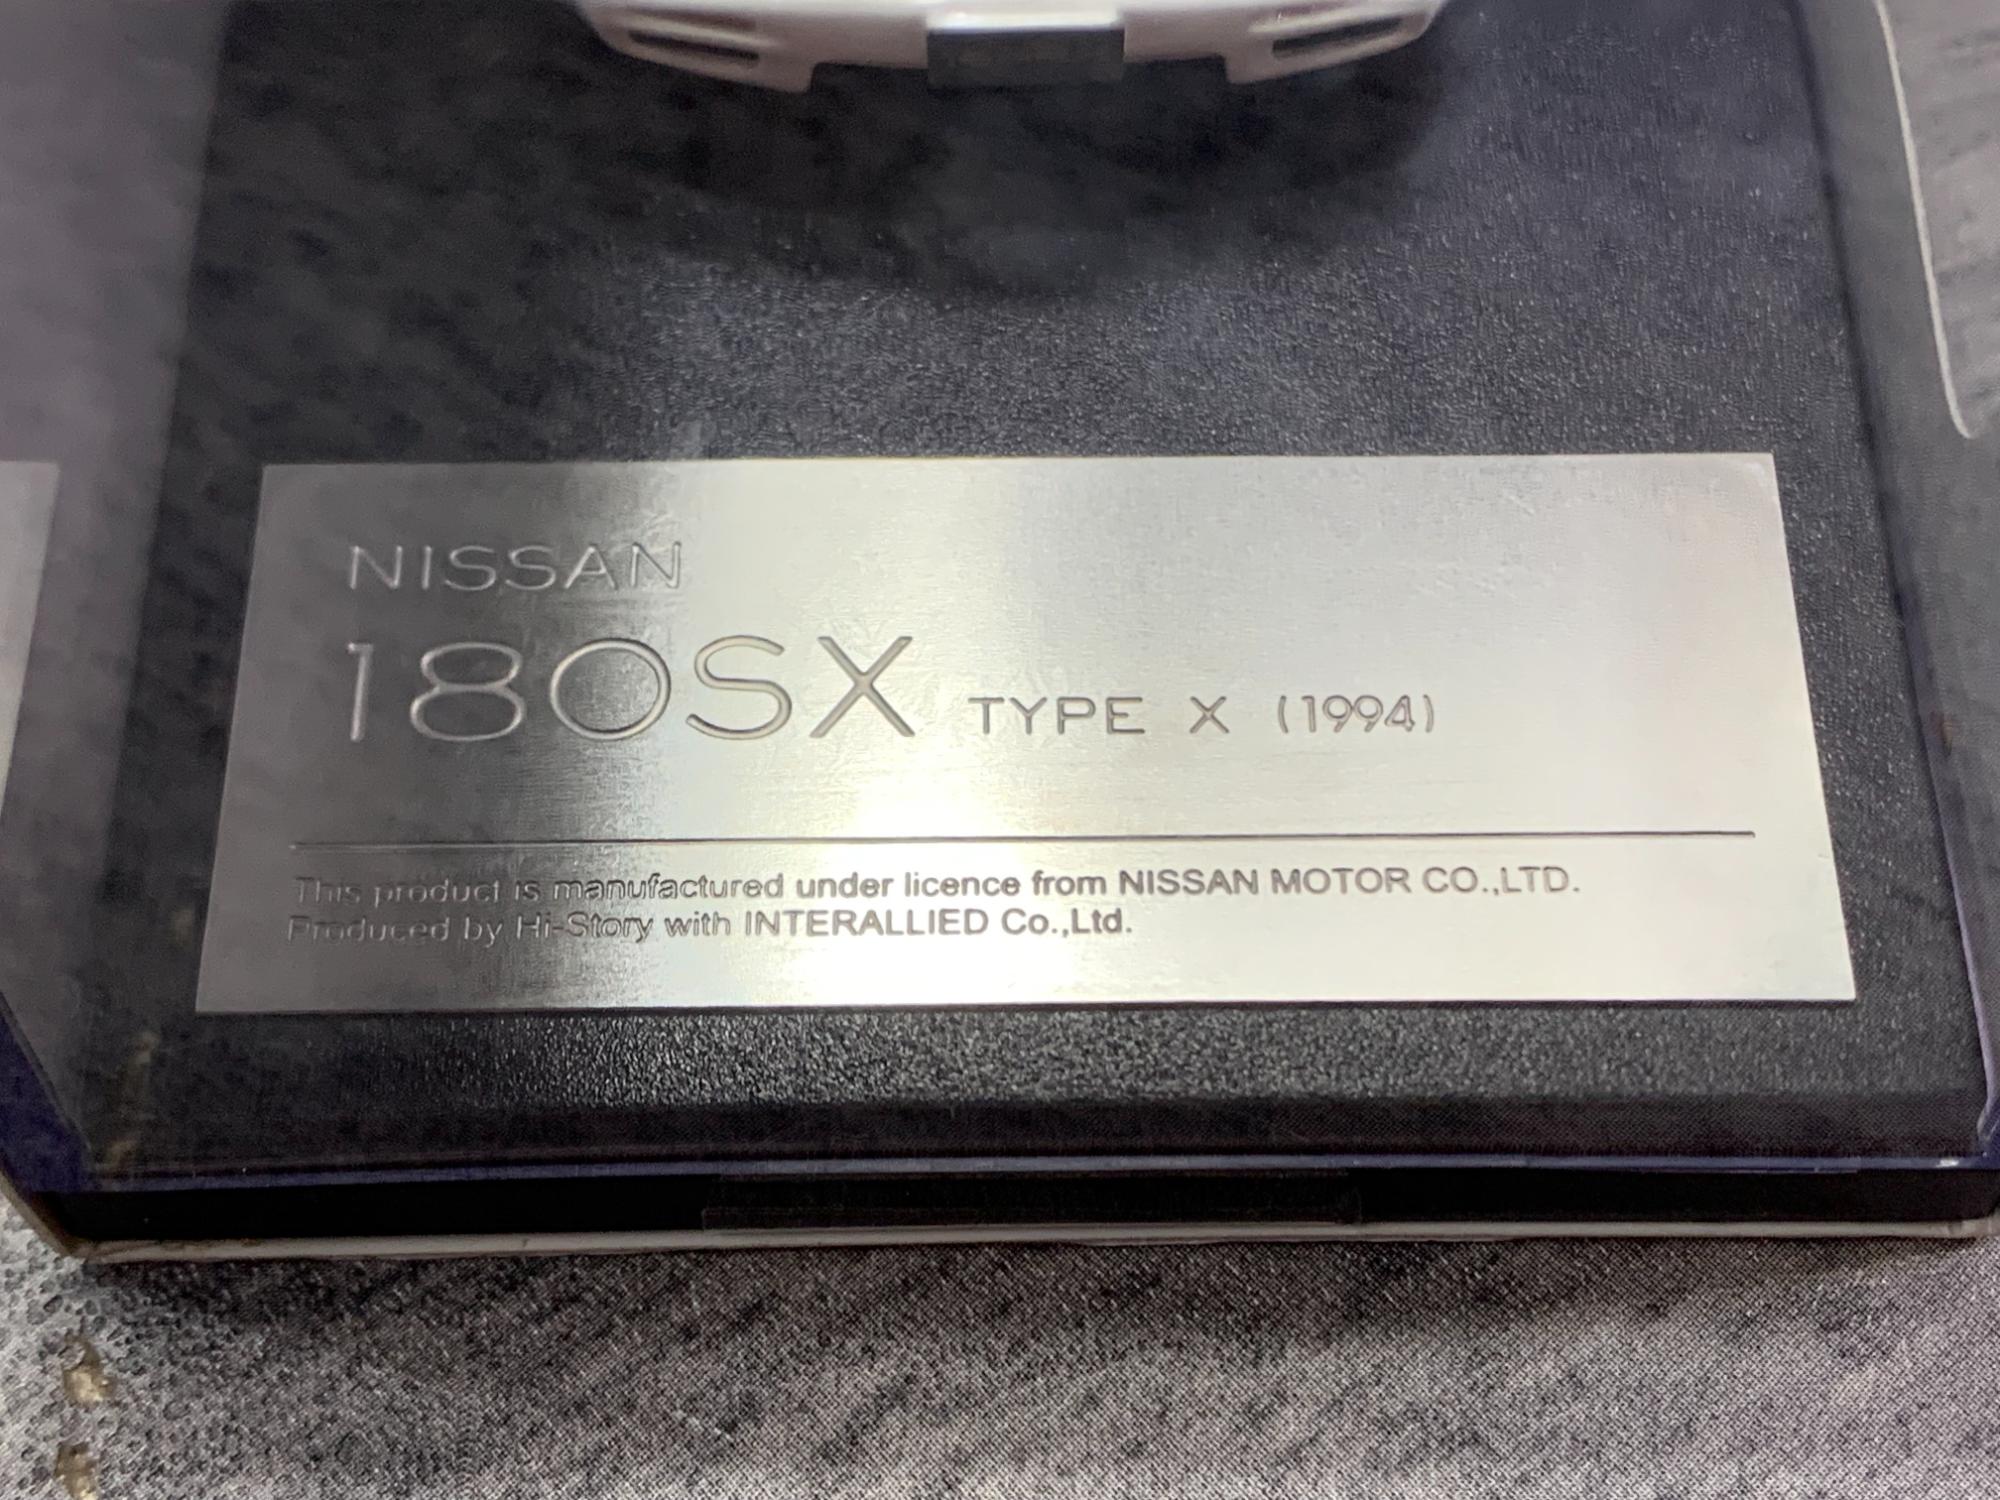 NISSAN
180SX TYPE X (1994)
This product is manufactured under licence from NISSAN MOTOR CO.,LTD.
Produced by Hi-Story with INTERALLIED Co.,Ltd.